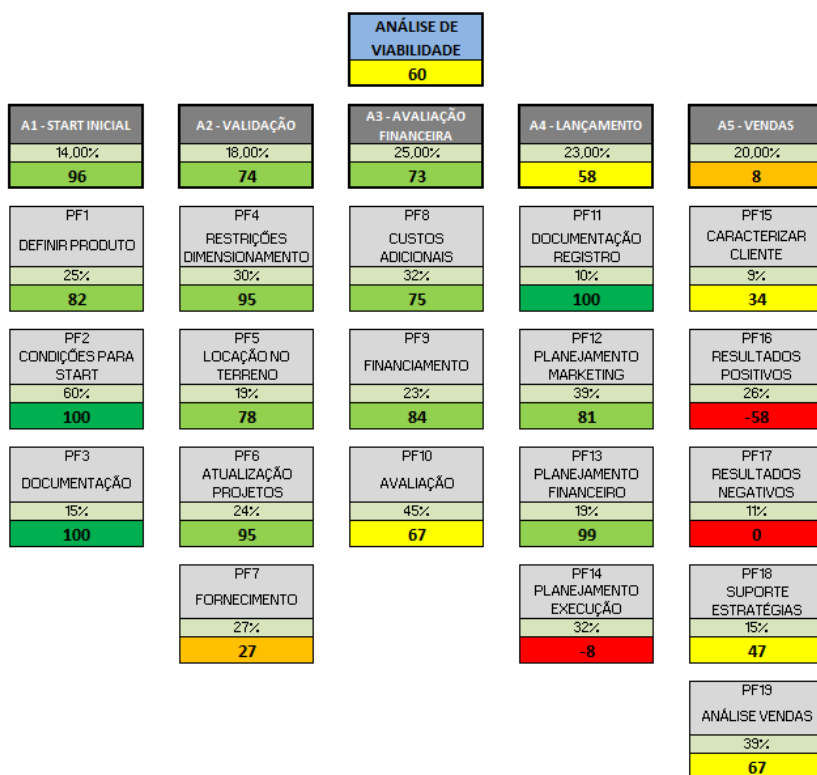 ANÁLISE DE
VIABILIDADE
60
A1 - START INICIAL
14,00%
96
PF1
DEFINIR PRODUTO
25%
82
PF2
CONDIÇÕES PARA
START
60%
100
PF3
DOCUMENTAÇÃO
15%
100
A2 - VALIDAÇÃO
18,00%
74
PF4
RESTRIÇÕES
DIMENSIONAMENTO
30%
95
PF5
LOCAÇÃO NO
TERRENO
19%
78
PF6
ATUALIZAÇÃO
PROJETOS
24%
95
PF7
FORNECIMENTO
27%
27
A3 - AVALIAÇÃO
FINANCEIRA
25,00%
73
PF8
CUSTOS
ADICIONAIS
32%
75
PF9
FINANCIAMENTO
23%
84
PF10
AVALIAÇÃO
45%
67
A4 - LANÇAMENTO
23,00%
58
PF11
DOCUMENTAÇÃO
REGISTRO
10%
100
PF12
PLANEJAMENTO
MARKETING
39%
81
PF13
PLANEJAMENTO
FINANCEIRO
19%
99
PF14
PLANEJAMENTO
EXECUÇÃO
32%
-8
A5 - VENDAS
20,00%
8
PF15
CARACTERIZAR
CLIENTE
9%
34
PF16
RESULTADOS
POSITIVOS
26%
-58
PF17
RESULTADOS
NEGATIVOS
11%
0
PF18
SUPORTE
ESTRATÉGIAS
15%
47
PF19
ANÁLISE VENDAS
39%
67